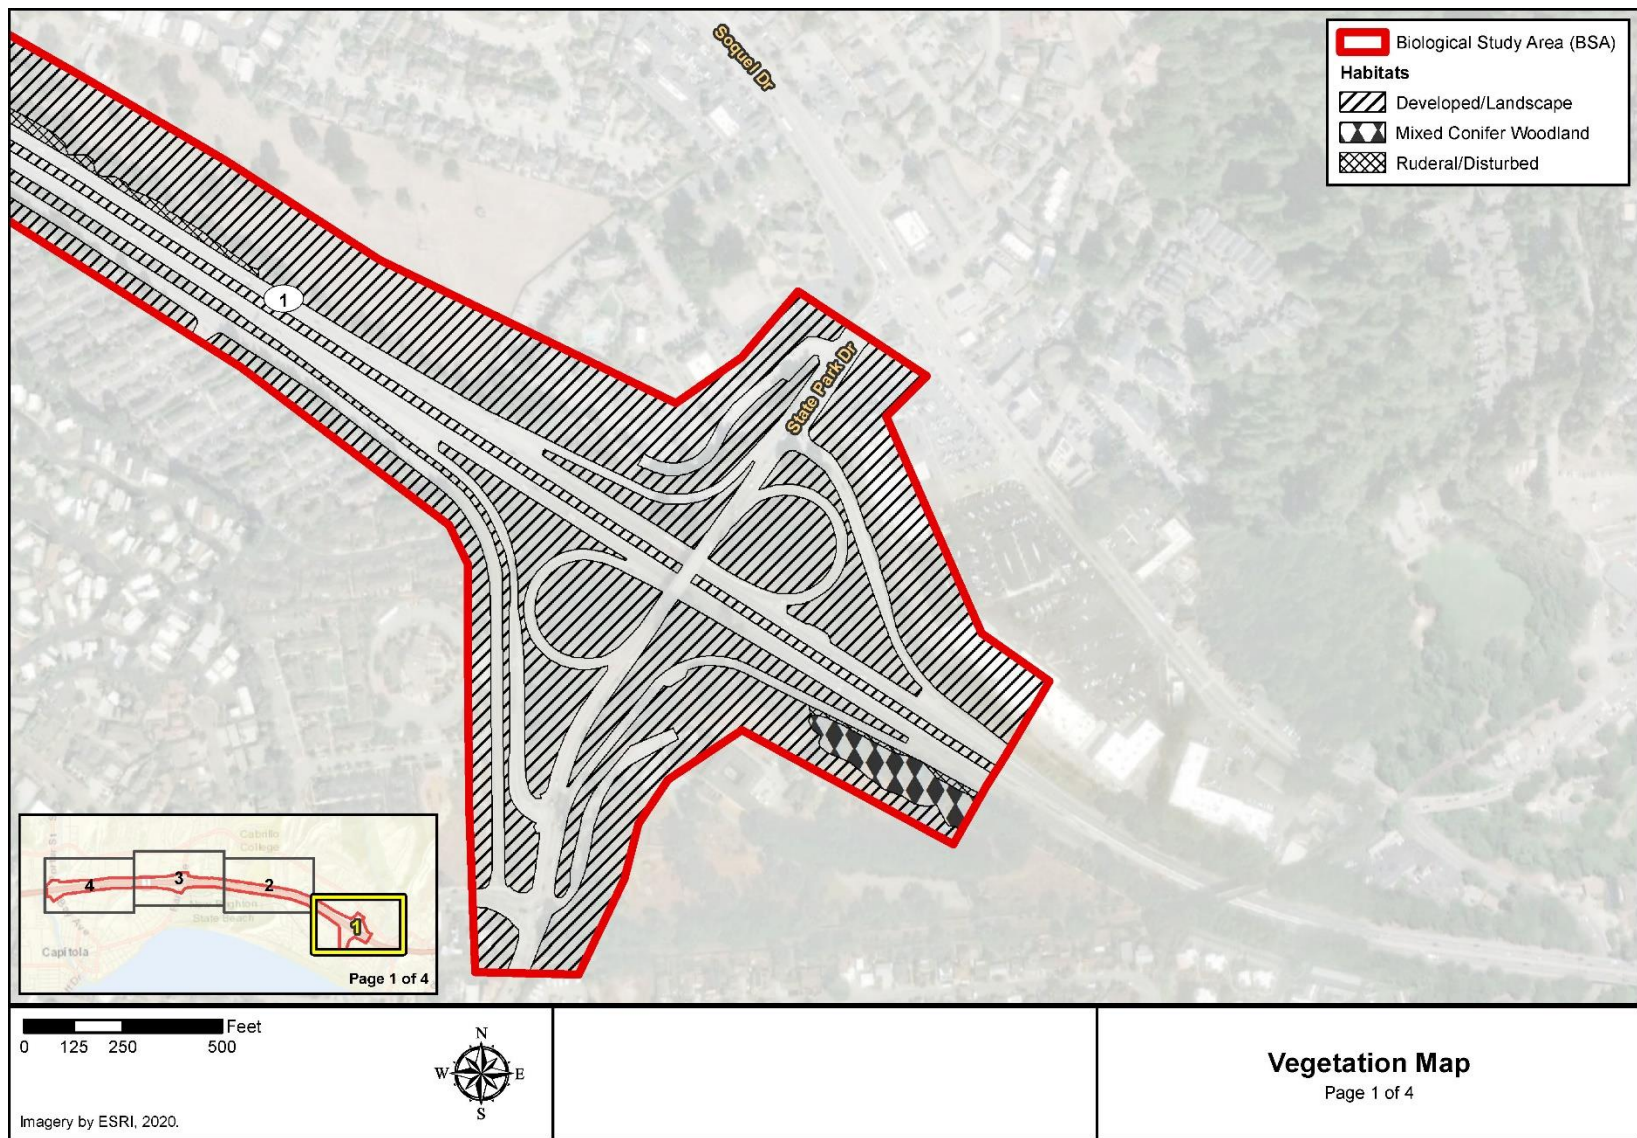 Soquel Dr
Biological Study Area (BSA)
Habitats
Developed/Landscape
Mixed Conifer Woodland
Ruderal/Disturbed
1
State Park Dr
Cabrillo
College
4
3
2
1
State Beach
Capitola
Page 1 of 4
Feet
0 125 250 500
N
W E
S
Imagery by ESRI, 2020.
Vegetation Map
Page 1 of 4